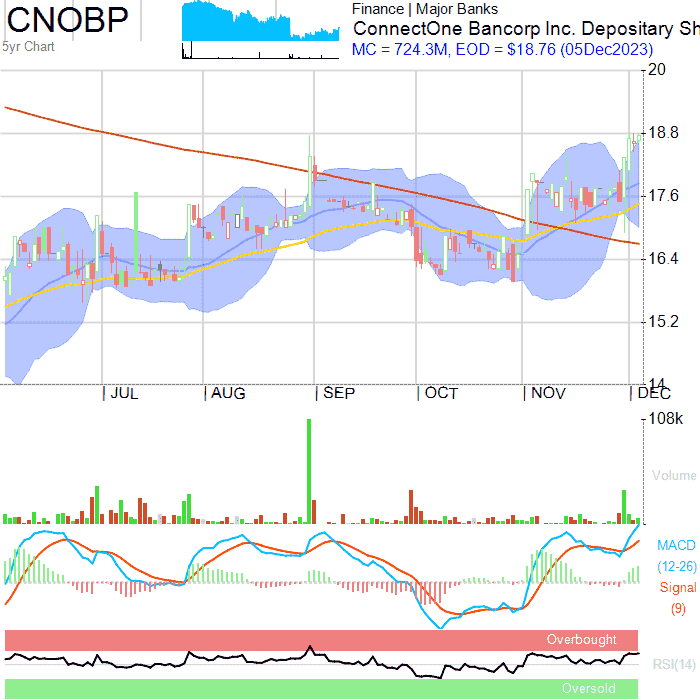 CNOBP
5yr Chart
Finance | Major Banks
ConnectOne Bancorp Inc. Depositary Sh
MC = 724.3M, EOD = $18.76 (05Dec2023)
20
18.8
17.6
16.4
15.2
14
JUL AUG SEP OCT NOV DEC
108k
Volume
MACD
(12-26)
Signal
(9)
Overbought
RSI(14)
Oversold